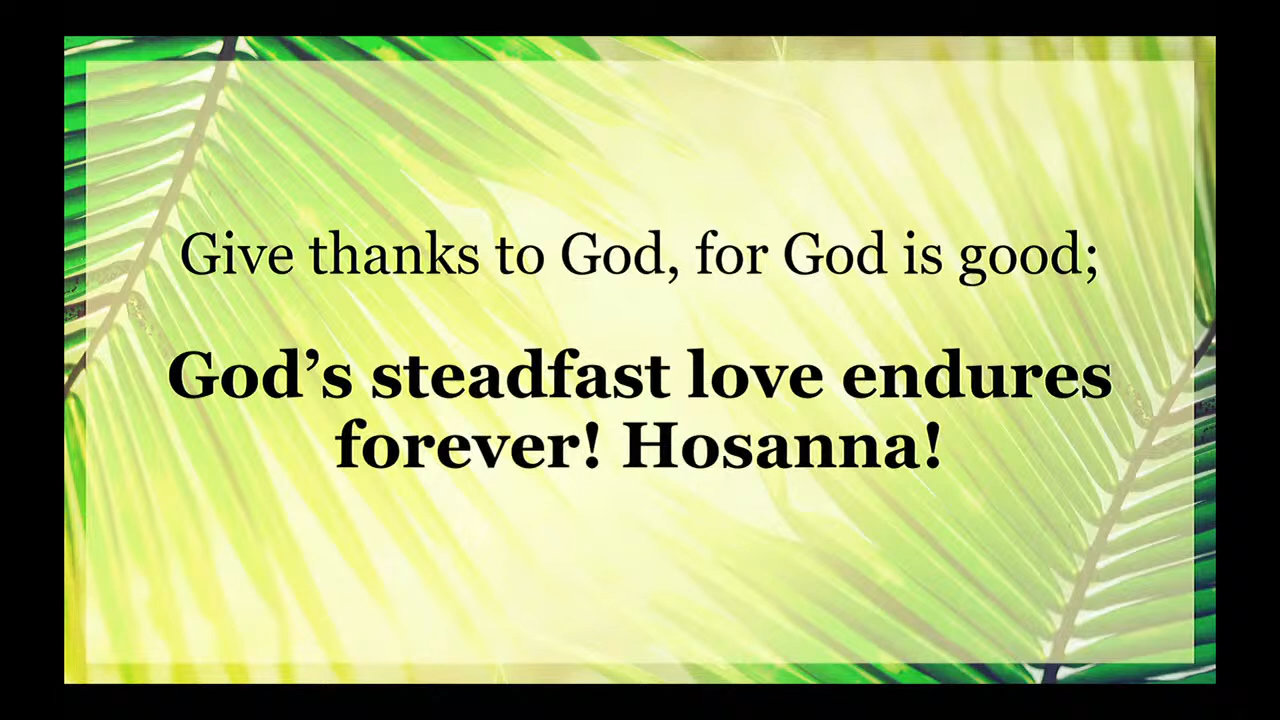 Give thanks to God, for God is good;
God’s steadfast love endures
forever! Hosanna!